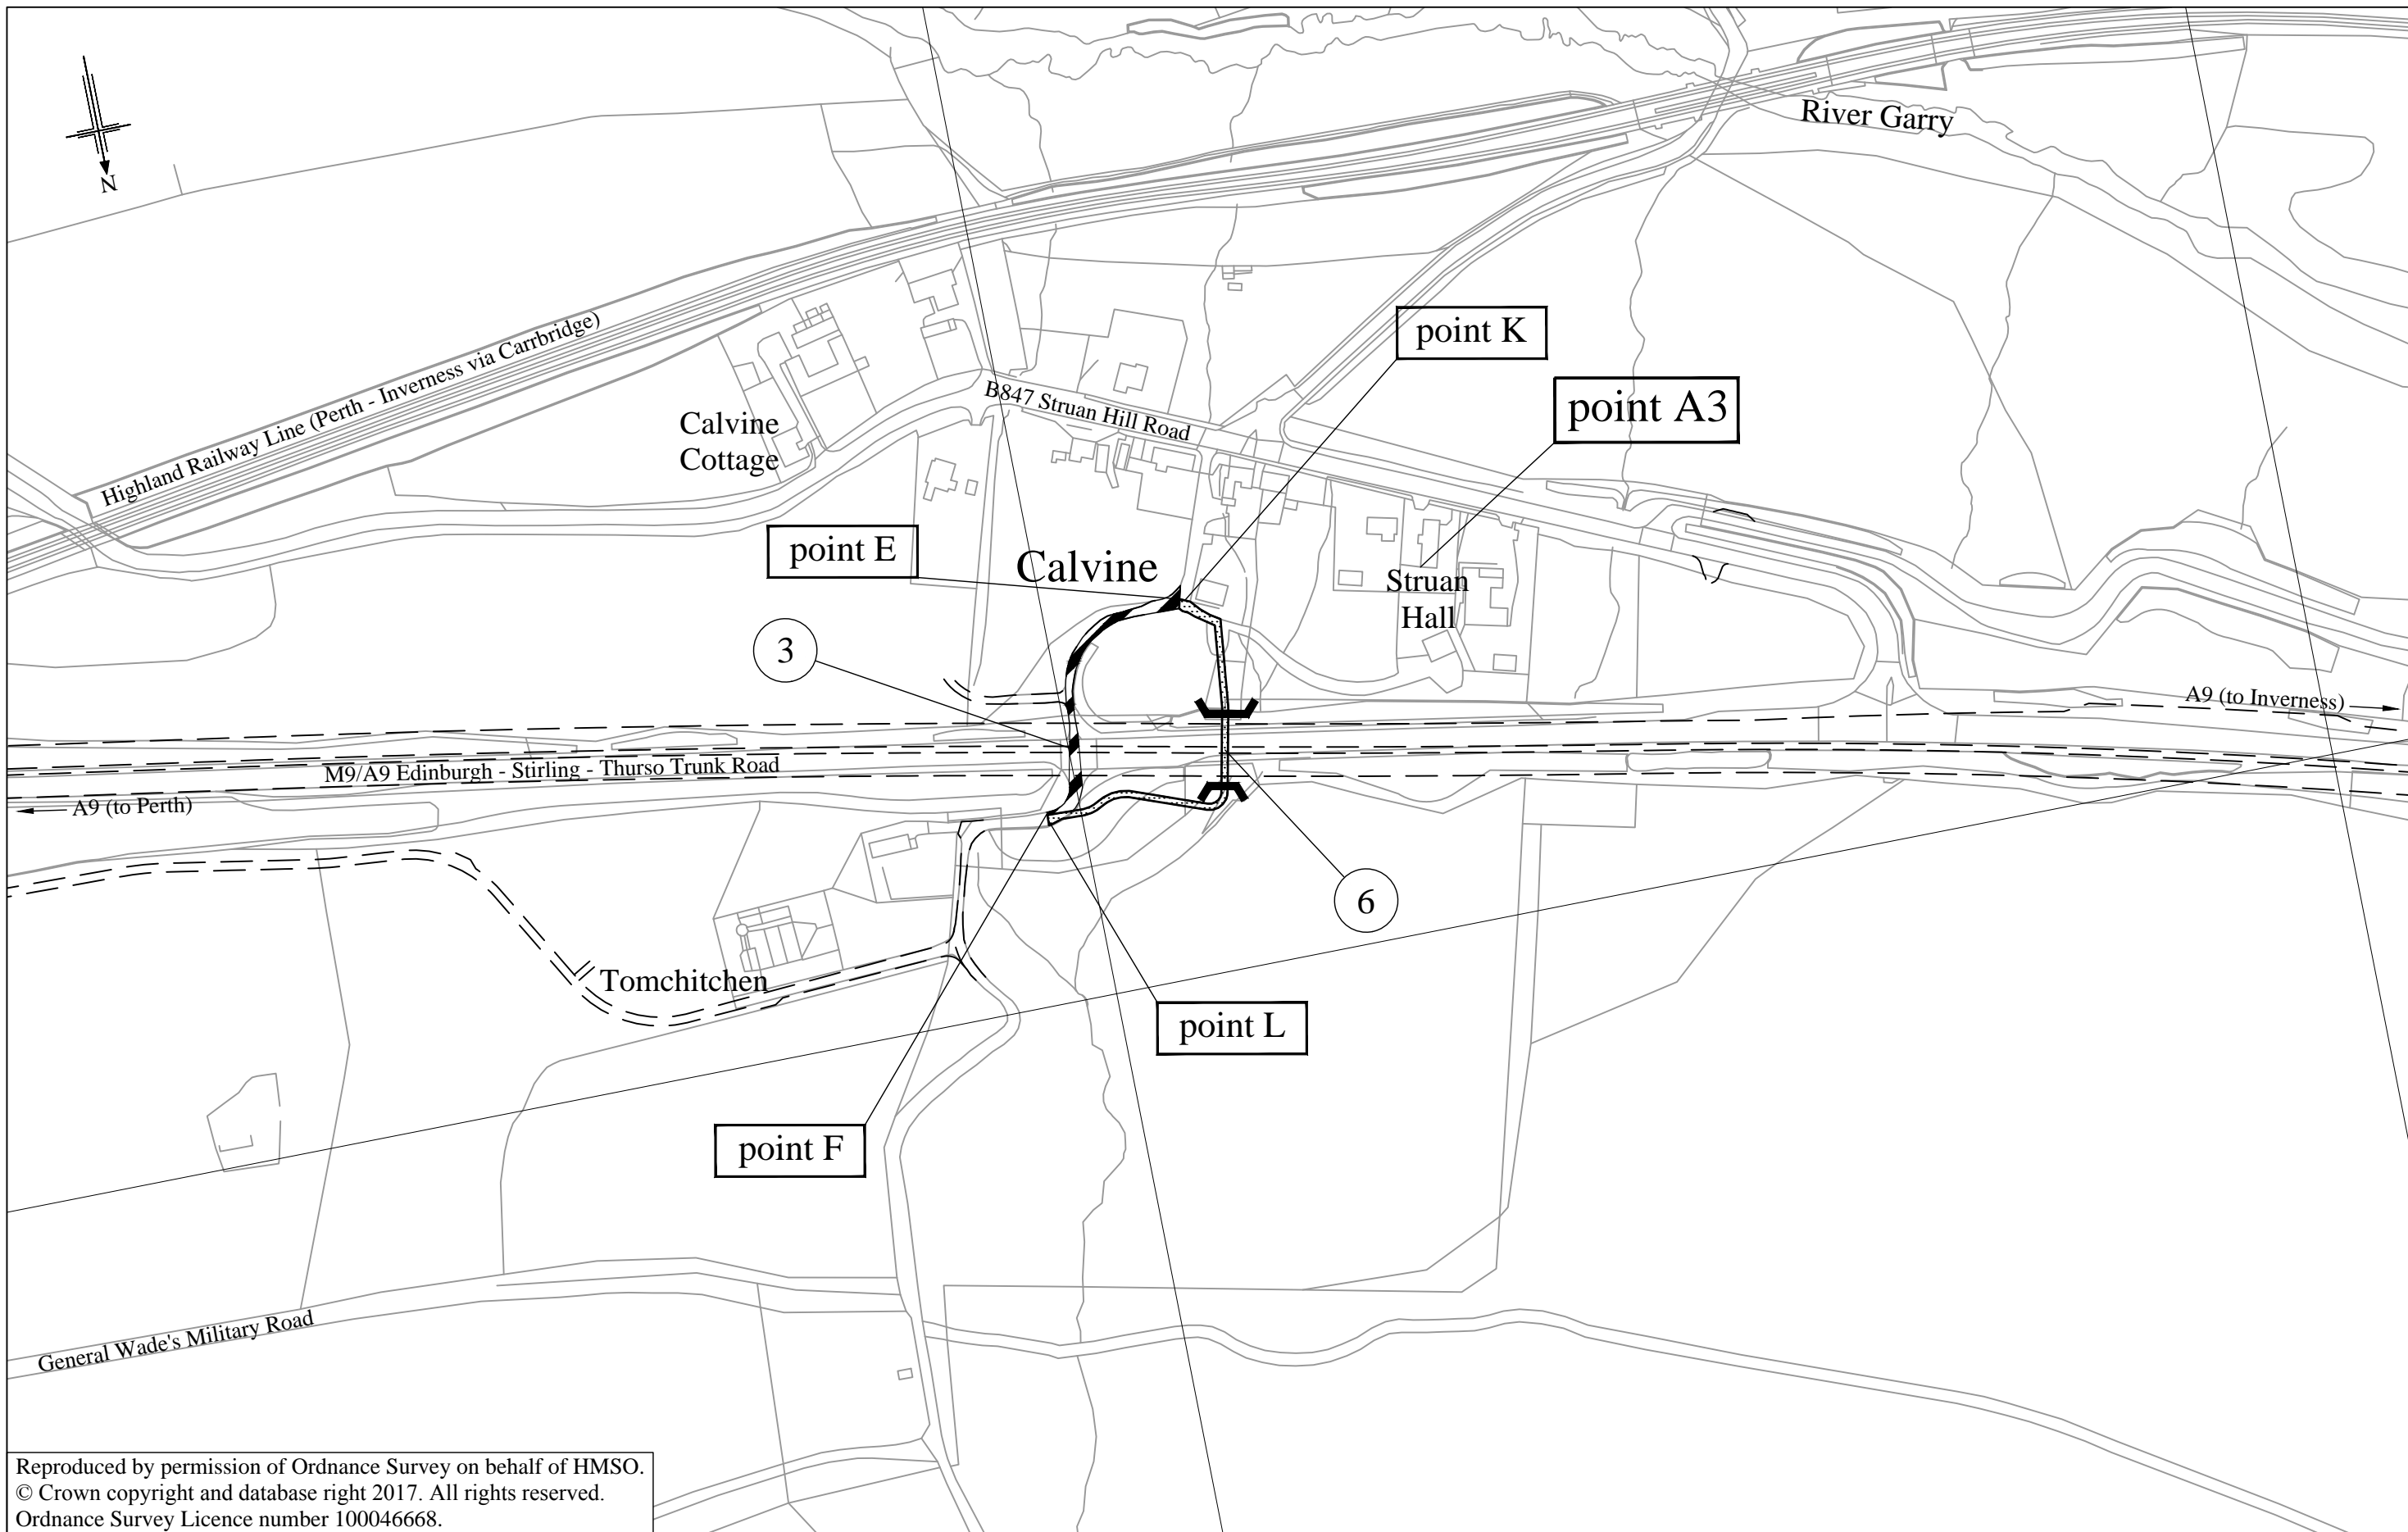 N
River Garry
Highland Railway Line (Perth - Inverness via Carrbridge)
point K
point A3
B847 Struan Hill Road
Calvine
Cottage
point E
Calvine
Struan
Hall
3
A9 (to Inverness)
M9/A9 Edinburgh - Stirling - Thurso Trunk Road
A9 (to Perth)
6
Tomchitchen
point L
point F
General Wade's Military Road
Reproduced by permission of Ordnance Survey on behalf of HMSO.
© Crown copyright and database right 2017. All rights reserved.
Ordnance Survey Licence number 100046668.